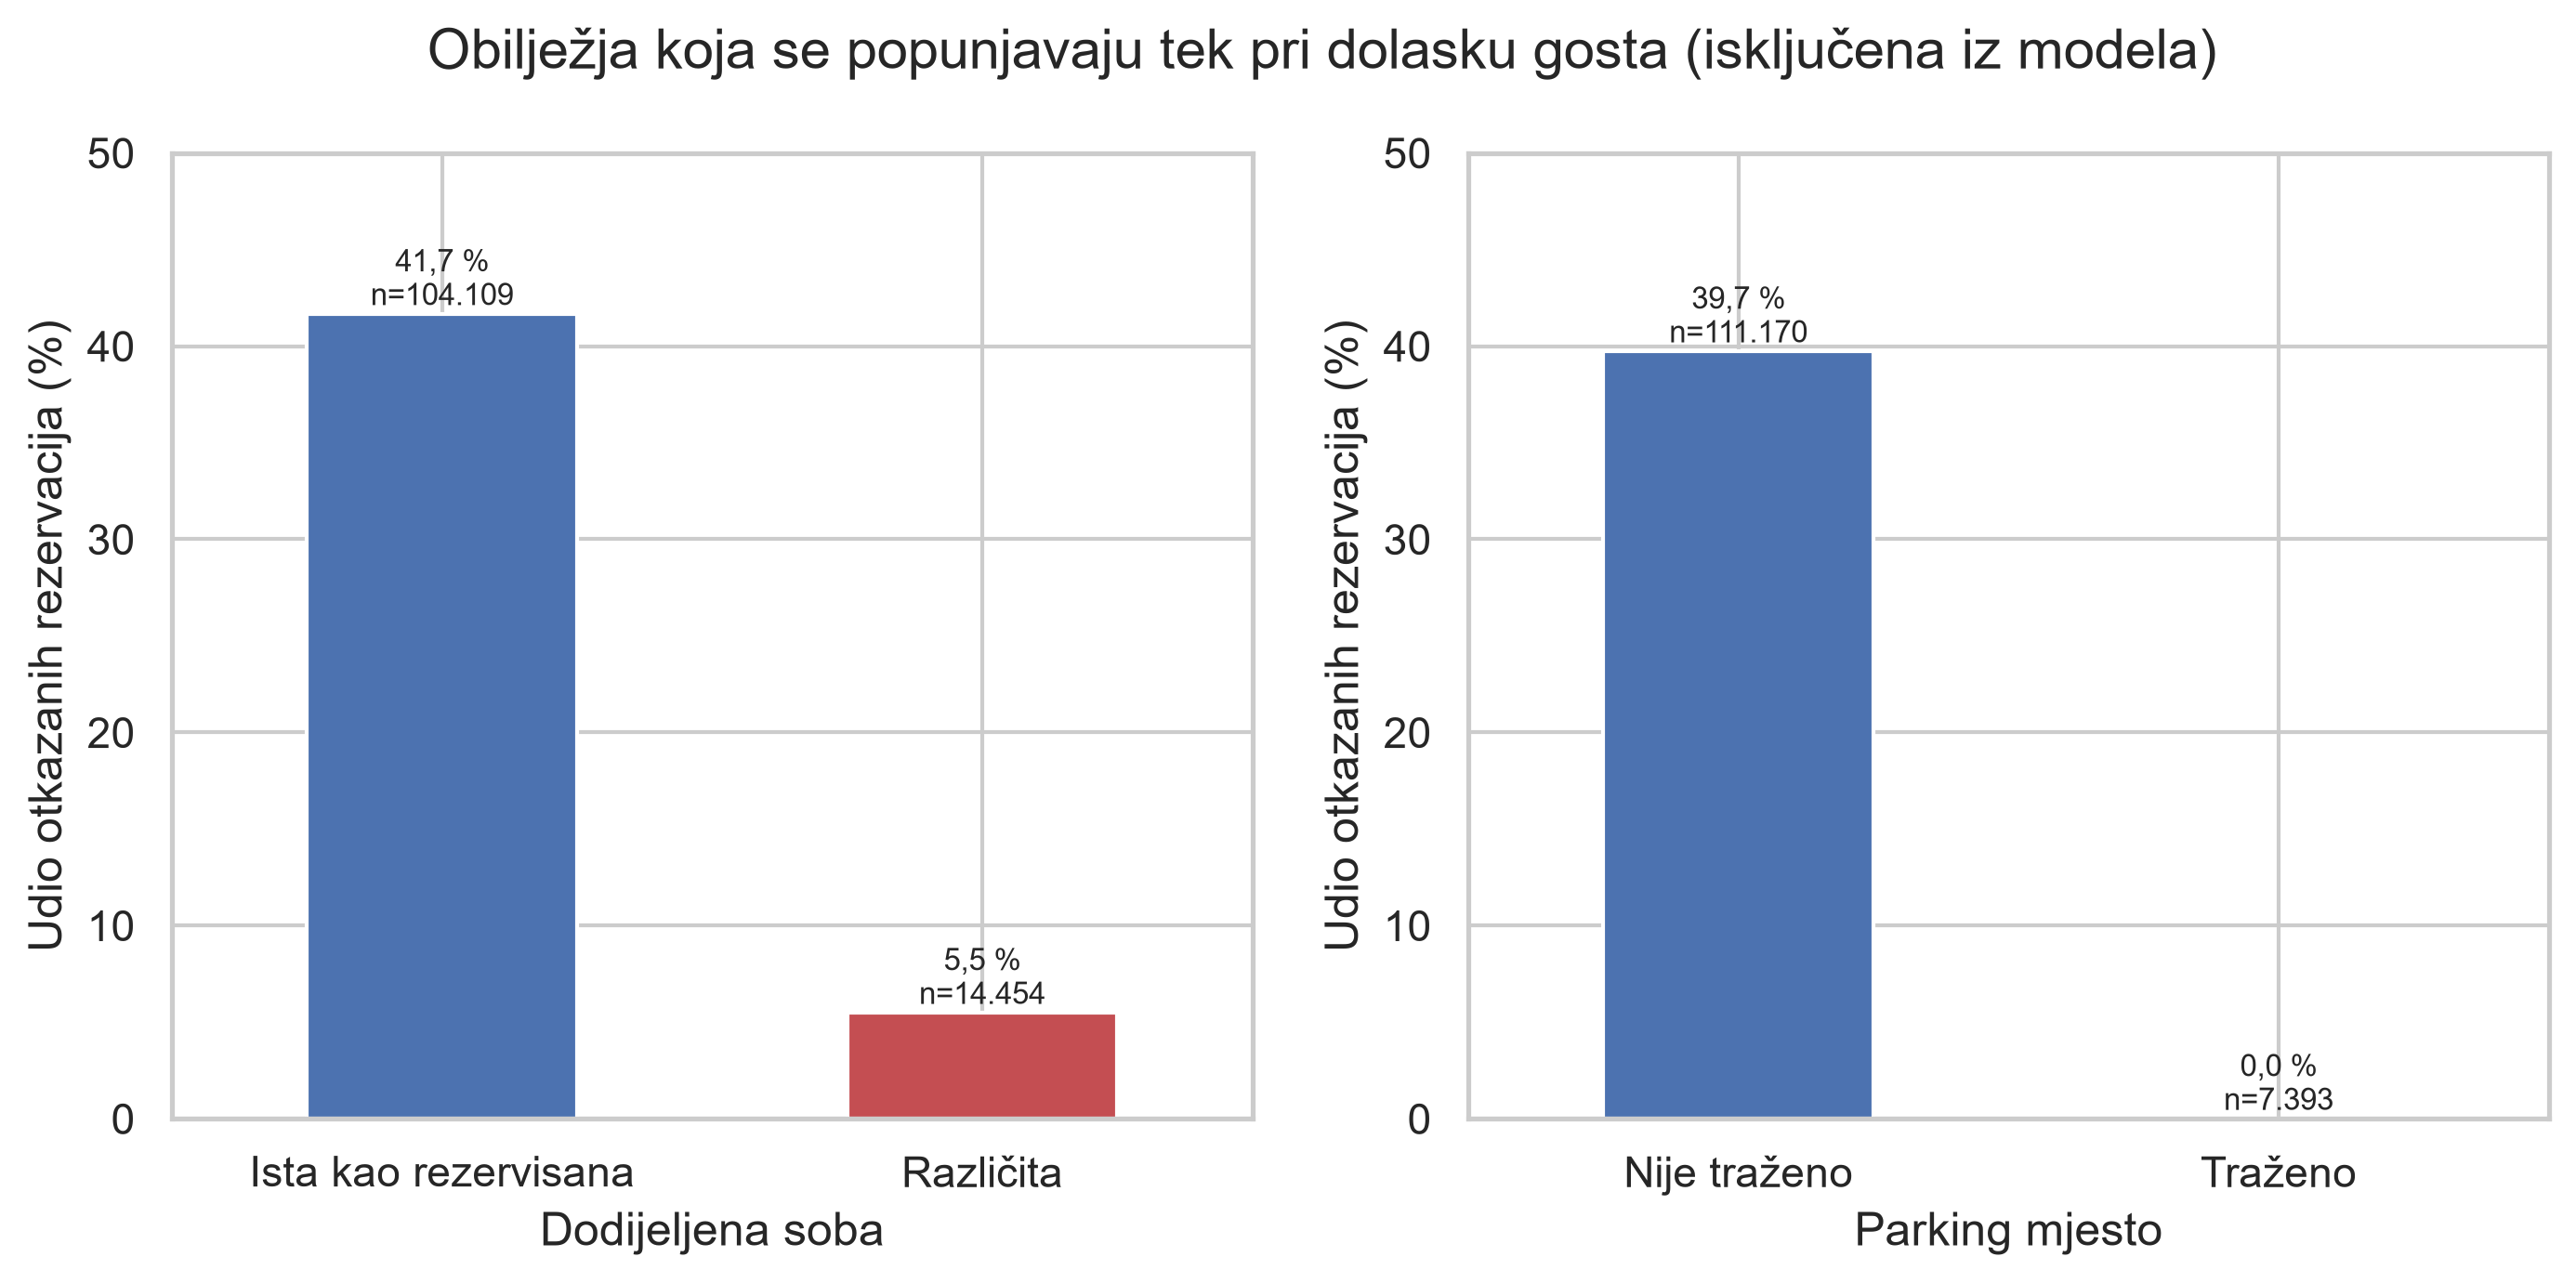 Obilježja koja se popunjavaju tek pri dolasku gosta (isključena iz modela)
Udio otkazanih rezervacija (%)
50
40
30
20
10
0
41,7 %
n=104.109
5,5 %
n=14.454
Ista kao rezervisana
Različita
Dodijeljena soba
Udio otkazanih rezervacija (%)
50
40
30
20
10
0
39,7 %
n=111.170
0,0 %
n=7.393
Nije traženo
Traženo
Parking mjesto